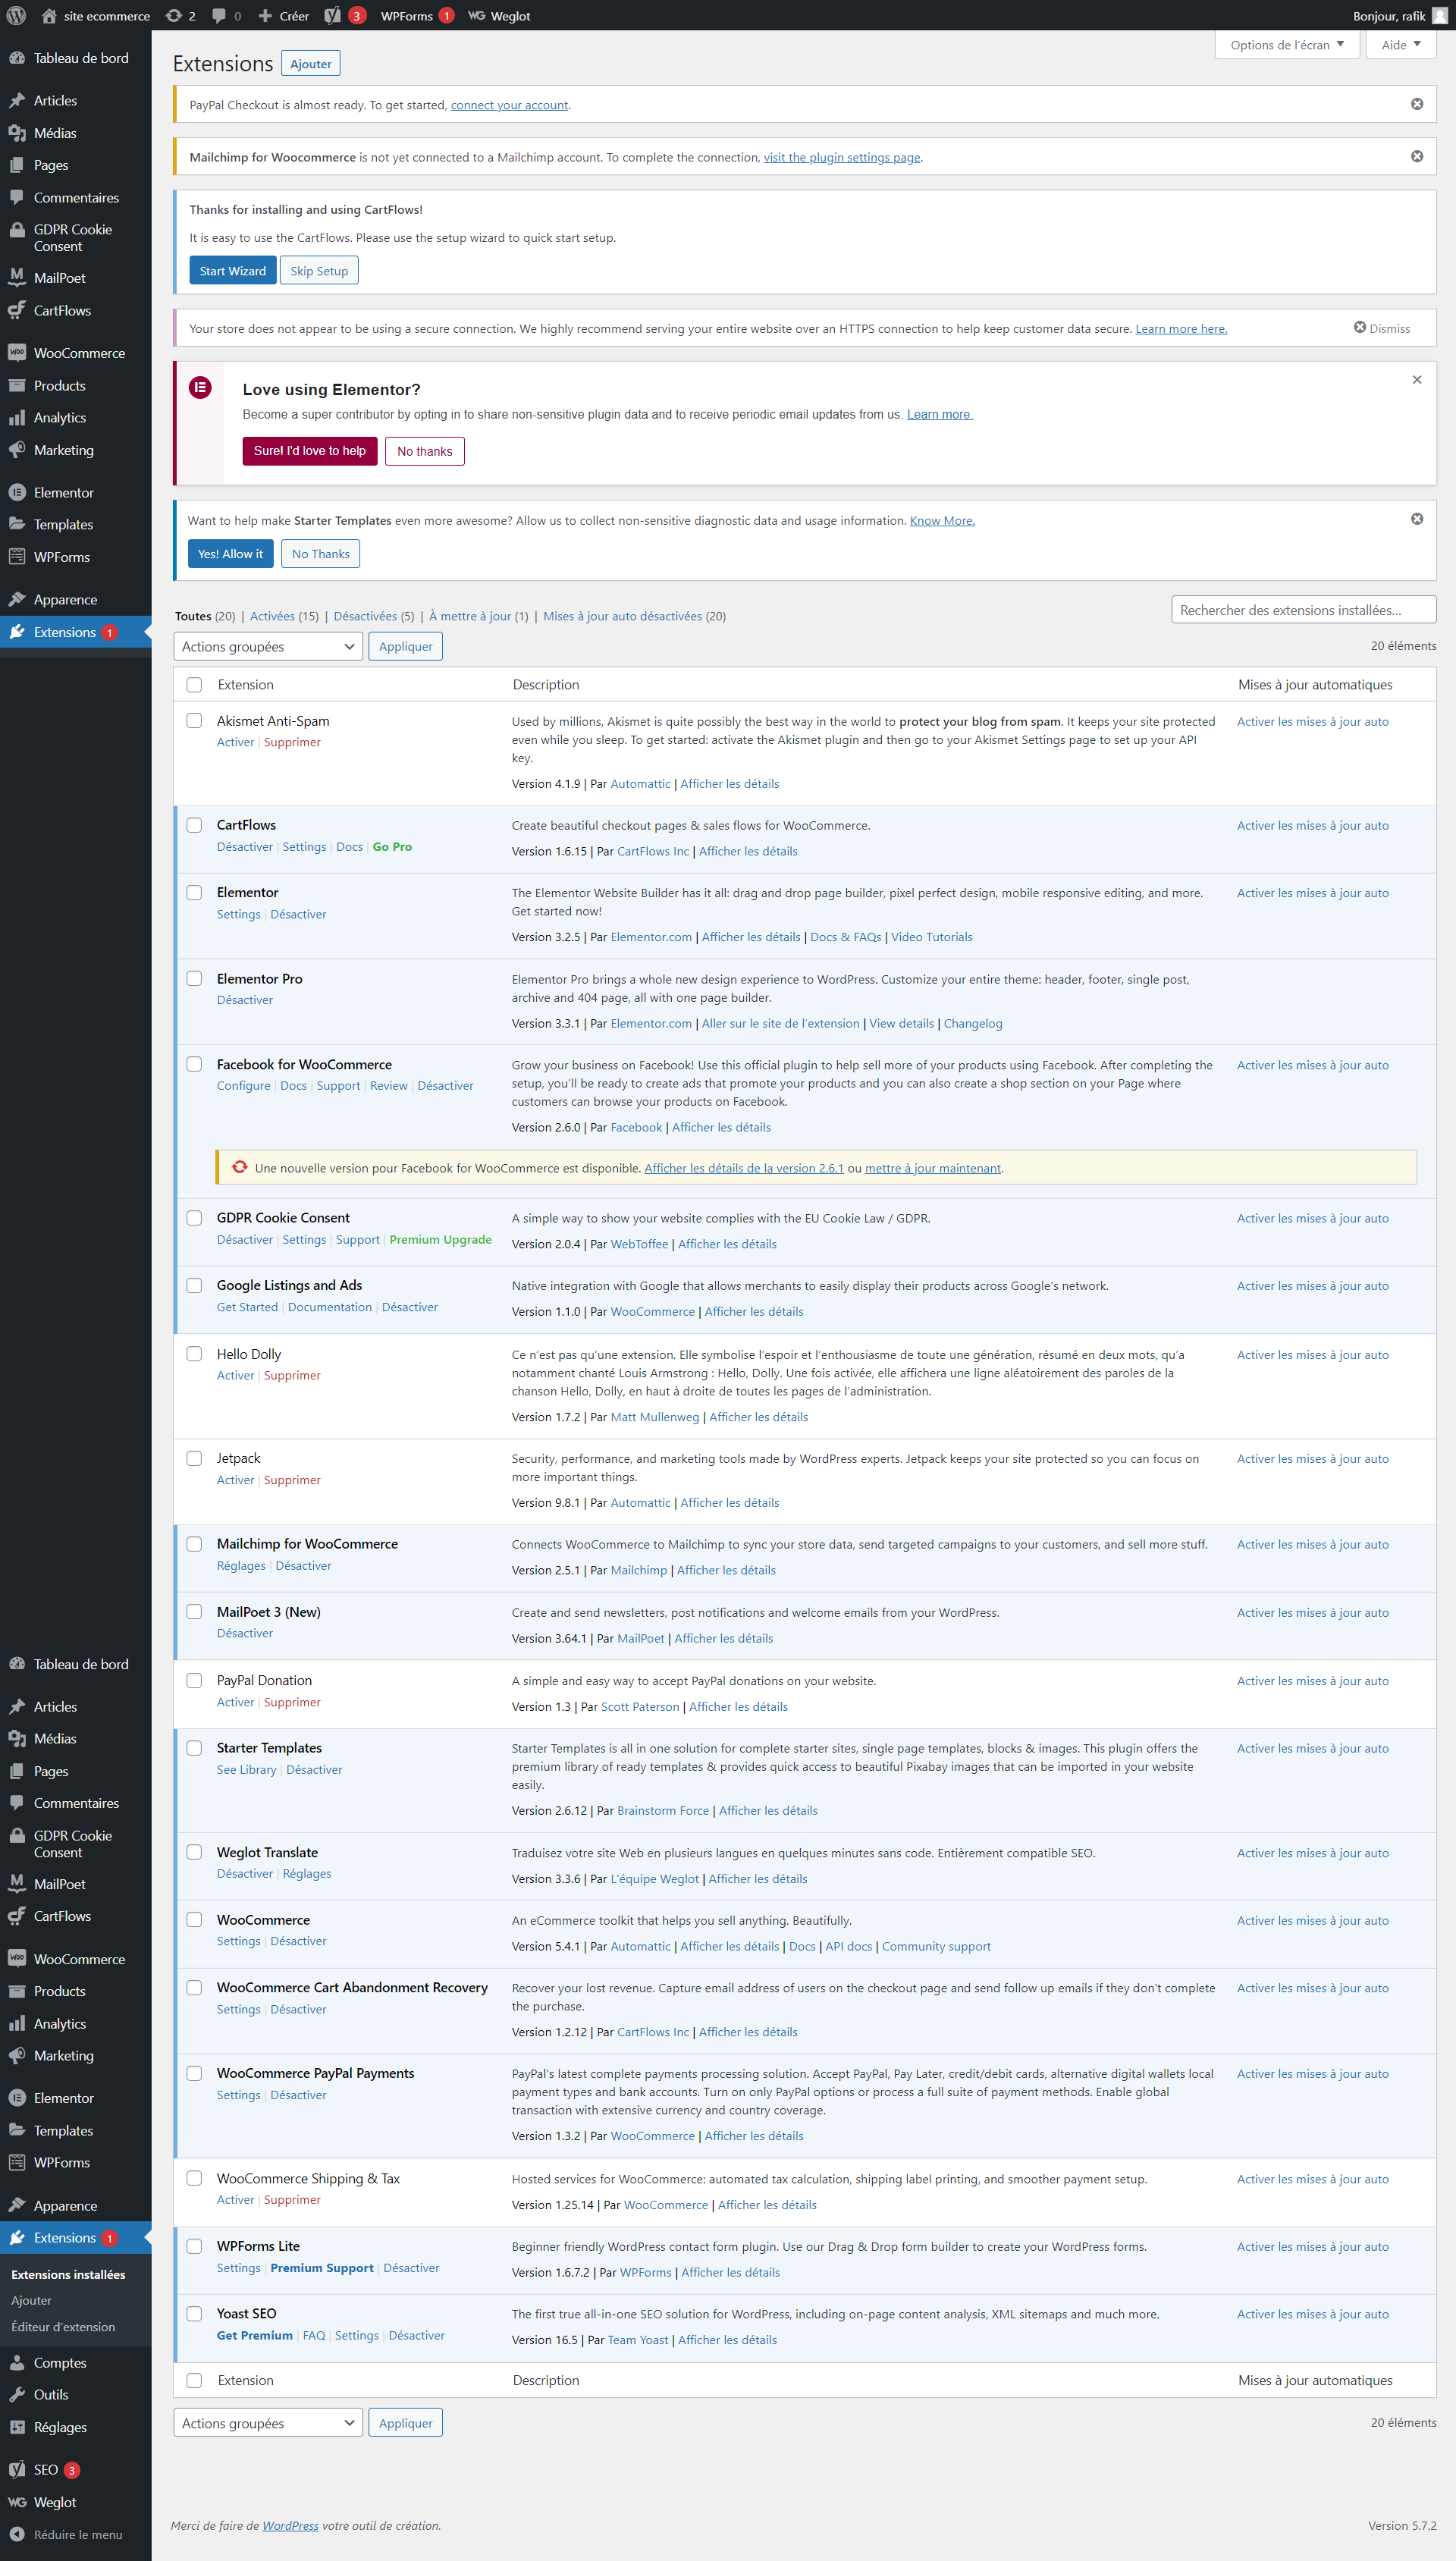 site ecommerce 2 0 Créer 3 WPForms 1 WG Weglot Bonjour, rafik
Options de l'écran Aide
Tableau de bord
Articles
Médias
Pages
Commentaires
GDPR Cookie
Consent
MailPoet
CartFlows
WooCommerce
Products
Analytics
Marketing
Elementor
Templates
WPForms
Apparence
Extensions 1
Extensions Ajouter
PayPal Checkout is almost ready. To get started, connect your account.
Mailchimp for Woocommerce is not yet connected to a Mailchimp account. To complete the connection, visit the plugin settings page.
Thanks for installing and using CartFlows!
It is easy to use the CartFlows. Please use the setup wizard to quick start setup.
Start Wizard Skip Setup
Your store does not appear to be using a secure connection. We highly recommend serving your entire website over an HTTPS connection to help keep customer data secure. Learn more here. Dismiss
Love using Elementor?
Become a super contributor by opting in to share non-sensitive plugin data and to receive periodic email updates from us. Learn more.
Sure! I'd love to help No thanks
Want to help make Starter Templates even more awesome? Allow us to collect non-sensitive diagnostic data and usage information. Know More.
Yes! Allow it No Thanks
Toutes (20) | Activées (15) | Désactivées (5) | À mettre à jour (1) | Mises à jour auto désactivées (20)
Rechercher des extensions installées...
Actions groupées Appliquer 20 éléments
Extension Description Mises à jour automatiques
Akismet Anti-Spam
Activer | Supprimer
Used by millions, Akismet is quite possibly the best way in the world to protect your blog from spam. It keeps your site protected
even while you sleep. To get started: activate the Akismet plugin and then go to your Akismet Settings page to set up your API
key.
Version 4.1.9 | Par Automattic | Afficher les détails
Activer les mises à jour auto
CartFlows
Désactiver | Settings | Docs | Go Pro
Create beautiful checkout pages & sales flows for WooCommerce.
Version 1.6.15 | Par CartFlows Inc | Afficher les détails
Activer les mises à jour auto
Elementor
Settings | Désactiver
The Elementor Website Builder has it all: drag and drop page builder, pixel perfect design, mobile responsive editing, and more.
Get started now!
Version 3.2.5 | Par Elementor.com | Afficher les détails | Docs & FAQs | Video Tutorials
Activer les mises à jour auto
Elementor Pro
Désactiver
Elementor Pro brings a whole new design experience to WordPress. Customize your entire theme: header, footer, single post,
archive and 404 page, all with one page builder.
Version 3.3.1 | Par Elementor.com | Aller sur le site de l'extension | View details | Changelog
Facebook for WooCommerce
Configure | Docs | Support | Review | Désactiver
Grow your business on Facebook! Use this official plugin to help sell more of your products using Facebook. After completing the
setup, you'll be ready to create ads that promote your products and you can also create a shop section on your Page where
customers can browse your products on Facebook.
Version 2.6.0 | Par Facebook | Afficher les détails
Activer les mises à jour auto
Une nouvelle version pour Facebook for WooCommerce est disponible. Afficher les détails de la version 2.6.1 ou mettre à jour maintenant.
GDPR Cookie Consent
Désactiver | Settings | Support | Premium Upgrade
A simple way to show your website complies with the EU Cookie Law / GDPR.
Version 2.0.4 | Par WebToffee | Afficher les détails
Activer les mises à jour auto
Google Listings and Ads
Get Started | Documentation | Désactiver
Native integration with Google that allows merchants to easily display their products across Google's network.
Version 1.1.0 | Par WooCommerce | Afficher les détails
Activer les mises à jour auto
Hello Dolly
Activer | Supprimer
Ce n'est pas qu'une extension. Elle symbolise l'espoir et l'enthousiasme de toute une génération, résumé en deux mots, qu'a
notamment chanté Louis Armstrong : Hello, Dolly. Une fois activée, elle affichera une ligne aléatoirement des paroles de la
chanson Hello, Dolly, en haut à droite de toutes les pages de l'administration.
Version 1.7.2 | Par Matt Mullenweg | Afficher les détails
Activer les mises à jour auto
Jetpack
Activer | Supprimer
Security, performance, and marketing tools made by WordPress experts. Jetpack keeps your site protected so you can focus on
more important things.
Version 9.8.1 | Par Automattic | Afficher les détails
Activer les mises à jour auto
Mailchimp for WooCommerce
Réglages | Désactiver
Connects WooCommerce to Mailchimp to sync your store data, send targeted campaigns to your customers, and sell more stuff.
Version 2.5.1 | Par Mailchimp | Afficher les détails
Activer les mises à jour auto
MailPoet 3 (New)
Désactiver
Create and send newsletters, post notifications and welcome emails from your WordPress.
Version 3.64.1 | Par MailPoet | Afficher les détails
Activer les mises à jour auto
PayPal Donation
Activer | Supprimer
A simple and easy way to accept PayPal donations on your website.
Version 1.3 | Par Scott Paterson | Afficher les détails
Activer les mises à jour auto
Starter Templates
See Library | Désactiver
Starter Templates is all in one solution for complete starter sites, single page templates, blocks & images. This plugin offers the
premium library of ready templates & provides quick access to beautiful Pixabay images that can be imported in your website
easily.
Version 2.6.12 | Par Brainstorm Force | Afficher les détails
Activer les mises à jour auto
Weglot Translate
Désactiver | Réglages
Traduisez votre site Web en plusieurs langues en quelques minutes sans code. Entièrement compatible SEO.
Version 3.3.6 | Par L'équipe Weglot | Afficher les détails
Activer les mises à jour auto
WooCommerce
Settings | Désactiver
An eCommerce toolkit that helps you sell anything. Beautifully.
Version 5.4.1 | Par Automattic | Afficher les détails | Docs | API docs | Community support
Activer les mises à jour auto
WooCommerce Cart Abandonment Recovery
Settings | Désactiver
Recover your lost revenue. Capture email address of users on the checkout page and send follow up emails if they don't complete
the purchase.
Version 1.2.12 | Par CartFlows Inc | Afficher les détails
Activer les mises à jour auto
WooCommerce PayPal Payments
Settings | Désactiver
PayPal's latest complete payments processing solution. Accept PayPal, Pay Later, credit/debit cards, alternative digital wallets local
payment types and bank accounts. Turn on only PayPal options or process a full suite of payment methods. Enable global
transaction with extensive currency and country coverage.
Version 1.3.2 | Par WooCommerce | Afficher les détails
Activer les mises à jour auto
WooCommerce Shipping & Tax
Activer | Supprimer
Hosted services for WooCommerce: automated tax calculation, shipping label printing, and smoother payment setup.
Version 1.25.14 | Par WooCommerce | Afficher les détails
Activer les mises à jour auto
WPForms Lite
Settings | Premium Support | Désactiver
Beginner friendly WordPress contact form plugin. Use our Drag & Drop form builder to create your WordPress forms.
Version 1.6.7.2 | Par WPForms | Afficher les détails
Activer les mises à jour auto
Yoast SEO
Get Premium | FAQ | Settings | Désactiver
The first true all-in-one SEO solution for WordPress, including on-page content analysis, XML sitemaps and much more.
Version 16.5 | Par Team Yoast | Afficher les détails
Activer les mises à jour auto
Extension Description Mises à jour automatiques
Actions groupées Appliquer 20 éléments
Tableau de bord
Articles
Médias
Pages
Commentaires
GDPR Cookie
Consent
MailPoet
CartFlows
WooCommerce
Products
Analytics
Marketing
Elementor
Templates
WPForms
Apparence
Extensions 1
Extensions installées
Ajouter
Éditeur d'extension
Comptes
Outils
Réglages
SEO 3
WG Weglot
Réduire le menu
Merci de faire de WordPress votre outil de création. Version 5.7.2